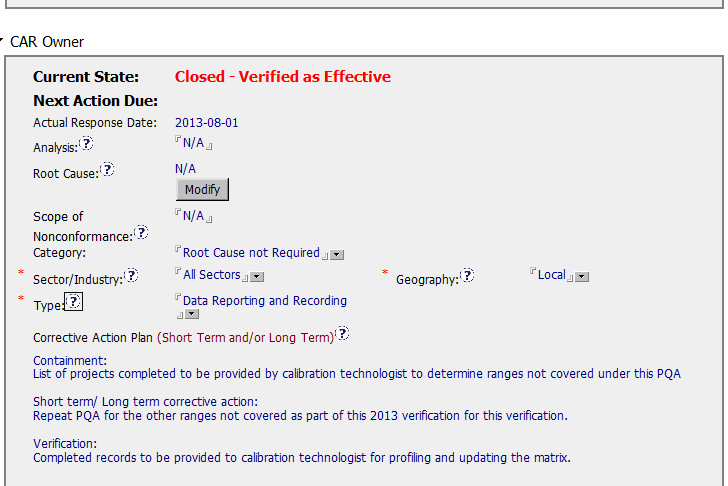 CAR Owner
Current State: Closed - Verified as Effective
Next Action Due:
Actual Response Date: 2013-08-01
Analysis:? N/A
Root Cause:? N/A
Modify
Scope of N/A
Nonconformance:?
Category: Root Cause not Required
* Sector/Industry:? All Sectors * Geography:? Local
* Type:? Data Reporting and Recording
Corrective Action Plan (Short Term and/or Long Term)?
Containment:
List of projects completed to be provided by calibration technologist to determine ranges not covered under this PQA
Short term/ Long term corrective action:
Repeat PQA for the other ranges not covered as part of this 2013 verification for this verification.
Verification:
Completed records to be provided to calibration technologist for profiling and updating the matrix.